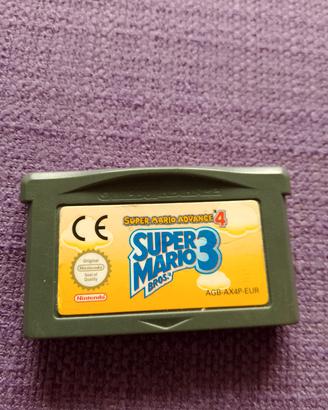 SUPER MARIO ADVANCE 4
CE
SUPER
MARIO 3
BROS.
Original
Nintendo
Seal of
Quality
Nintendo
AGB-AX4P-EUR